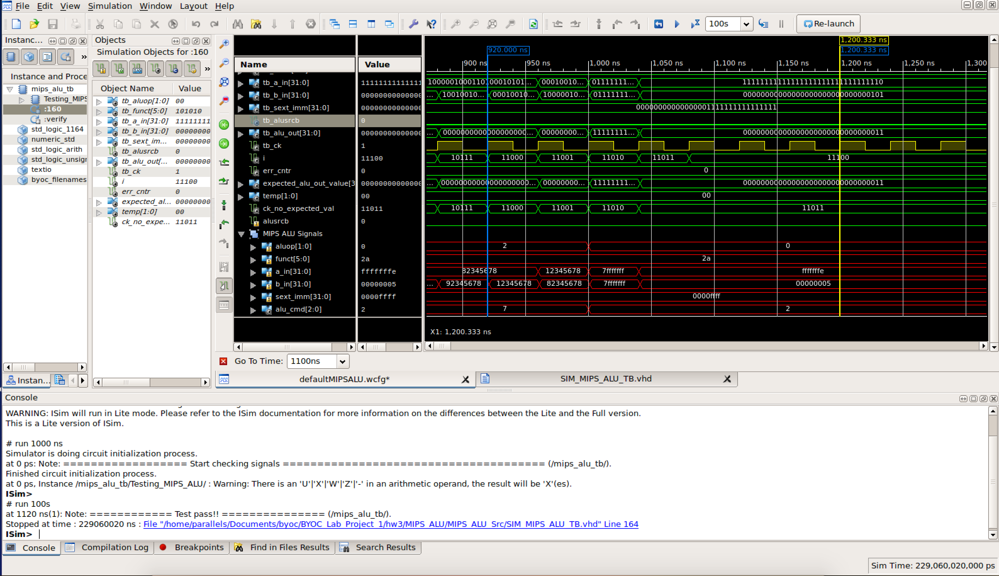 File Edit View Simulation Window Layout Help
100s Re-launch
Instanc...
Instance and Proce
mips_alu_tb
Testing_MIPS
:160
:verify
std_logic_1164
numeric_std
std_logic_arith
std_logic_unsign
textio
byoc_filenames
Instan...
Objects
Simulation Objects for :160
Object Name Value
tb_aluop[1:0] 00
tb_funct[5:0] 101010
tb_a_in[31:0] 11111111
tb_b_in[31:0] 00000000
tb_sext_im... 00000000
tb_alusrcb 0
tb_alu_out[... 00000000
tb_ck 1
i 11100
err_cntr 0
expected_al... 00000000
temp[1:0] 00
ck_no_expe... 11011
1,200.333 ns
920.000 ns 1,200.333 ns
Name Value 900 ns 950 ns 1,000 ns 1,050 ns 1,100 ns 1,150 ns 1,200 ns 1,250 ns 1,300
tb_a_in[31:0] 11111111111111 1000001000110100010101... 00010010... 01111111... 11111111111111111111111111111110
tb_b_in[31:0] 00000000000000 ... 10010010... 00010010... 10000010... 01111111... 00000000000000000000000000000101
tb_sext_imm[31:0] 00000000000000 00000000000000001111111111111111
tb_alusrcb 0
tb_alu_out[31:0] 00000000000000 ... 0000000000000000000000... 00000000... 11111111... 00000000000000000000000000000011
tb_ck 1
i 11100 10111 11000 11001 11010 11011 11100
err_cntr 0 0
expected_alu_out_value[3 00000000000000 ... 00000000000000000000000... 00000000... 11111111... 00000000000000000000000000000011
temp[1:0] 00 00
ck_no_expected_val 11011 10111 11000 11001 11010 11011
alusrcb 0
MIPS ALU Signals
aluop[1:0] 0 2 0
funct[5:0] 2a 2a
a_in[31:0] fffffffe 82345678 12345678 7fffffff fffffffe
b_in[31:0] 00000005 ... 92345678 12345678 82345678 7fffffff 00000005
sext_imm[31:0] 0000ffff 0000ffff
alu_cmd[2:0] 2 7 2
X1: 1,200.333 ns
Go To Time: 1100ns
defaultMIPSALU.wcfg* SIM_MIPS_ALU_TB.vhd
Console
WARNING: ISim will run in Lite mode. Please refer to the ISim documentation for more information on the differences between the Lite and the Full version.
This is a Lite version of ISim.
# run 1000 ns
Simulator is doing circuit initialization process.
at 0 ps: Note: ================== Start checking signals ====================================== (/mips_alu_tb/).
Finished circuit initialization process.
at 0 ps, Instance /mips_alu_tb/Testing_MIPS_ALU/ : Warning: There is an 'U'|'X'|'W'|'Z'|'-' in an arithmetic operand, the result will be 'X'(es).
ISim>
# run 100s
at 1120 ns(1): Note: ============ Test pass!! =============== (/mips_alu_tb/).
Stopped at time : 229060020 ns : File "/home/parallels/Documents/byoc/BYOC_Lab_Project_1/hw3/MIPS_ALU/MIPS_ALU_Src/SIM_MIPS_ALU_TB.vhd" Line 164
ISim>
Console Compilation Log Breakpoints Find in Files Results Search Results
Sim Time: 229,060,020,000 ps